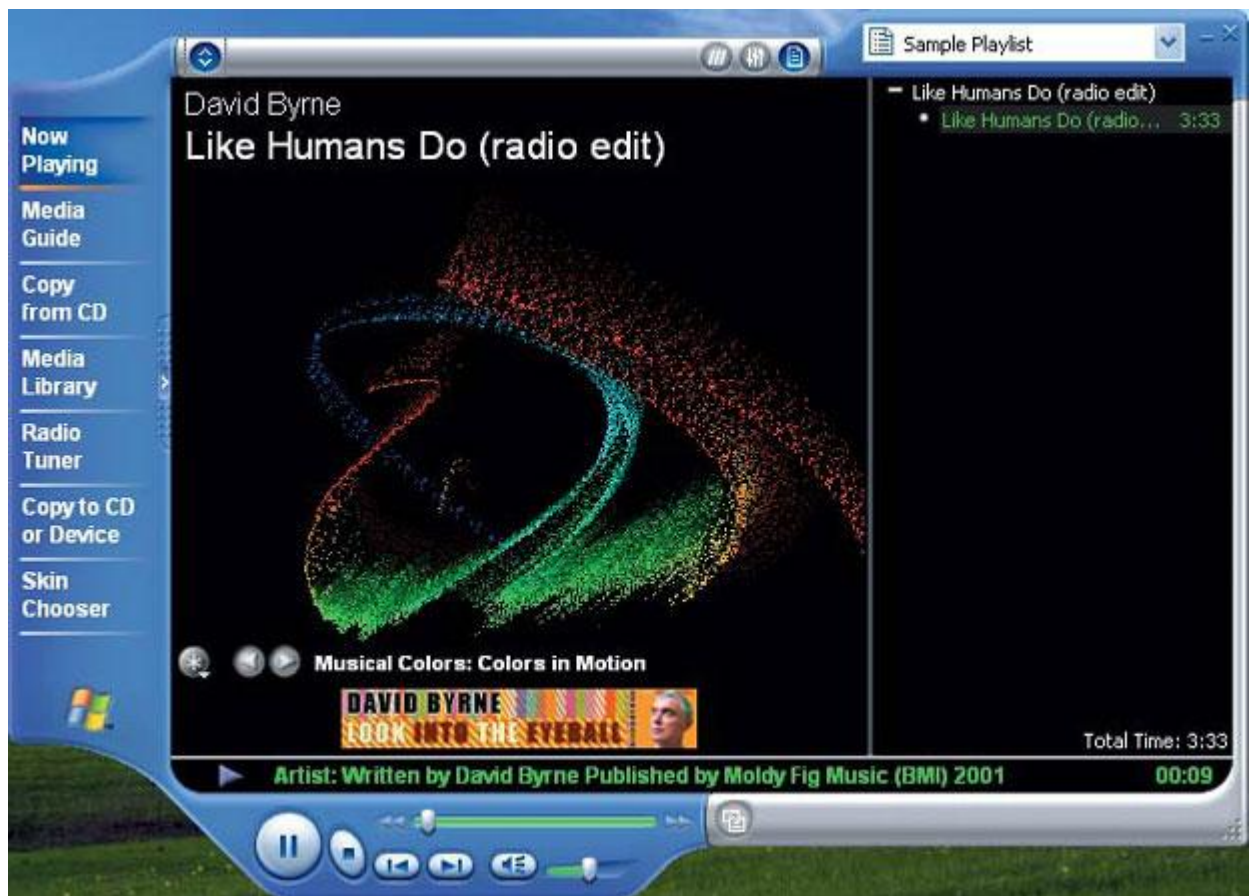 Sample Playlist
David Byrne
Like Humans Do (radio edit)
Like Humans Do (radio edit)
Like Humans Do (radio... 3:33
Now
Playing
Media
Guide
Copy
from CD
Media
Library
Radio
Tuner
Copy to CD
or Device
Skin
Chooser
Musical Colors: Colors in Motion
DAVID BYRNE
LOOK INTO THE EYEBALL
Total Time: 3:33
Artist: Written by David Byrne Published by Moldy Fig Music (BMI) 2001 00:09